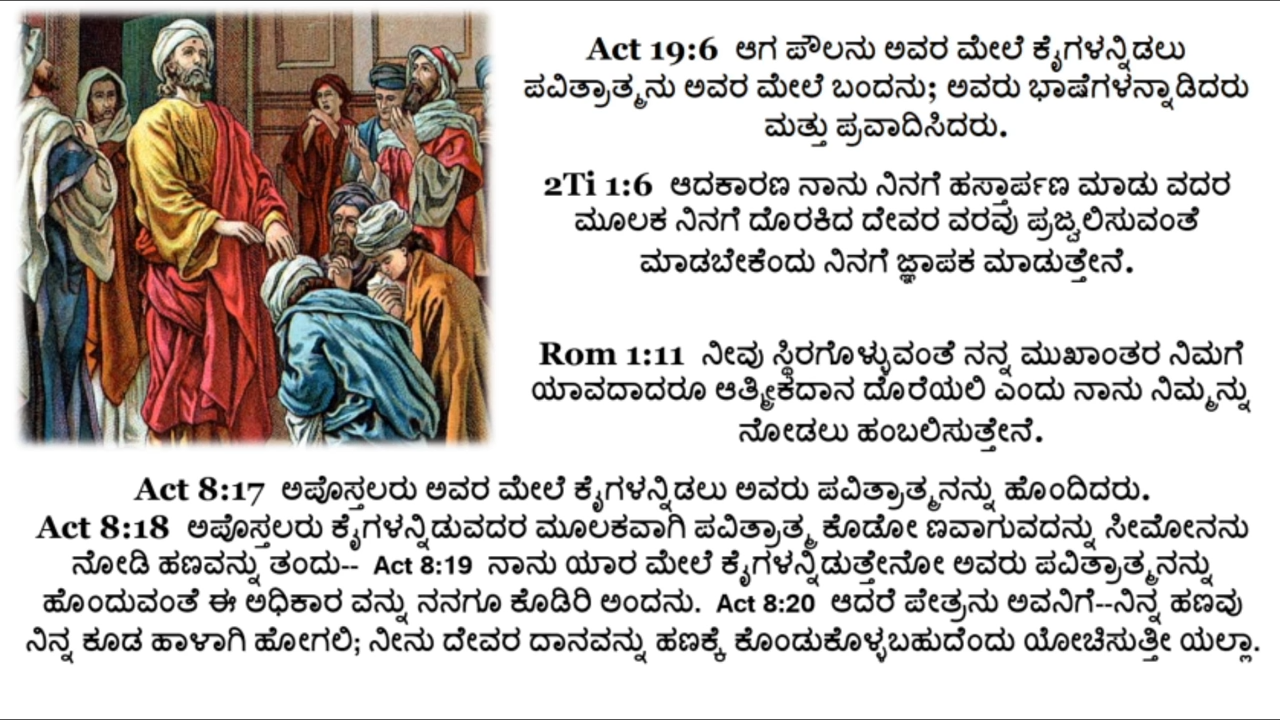 Act 19:6 ಆಗ ಪೌಲನು ಅವರ ಮೇಲೆ ಕೈಗಳನ್ನಿಡಲು
ಪವಿತ್ರಾತ್ಮನು ಅವರ ಮೇಲೆ ಬಂದನು; ಅವರು ಭಾಷೆಗಳನ್ನಾಡಿದರು
ಮತ್ತು ಪ್ರವಾದಿಸಿದರು.
2Ti 1:6 ಆದಕಾರಣ ನಾನು ನಿನಗೆ ಹಸ್ತಾರ್ಪಣ ಮಾಡು ವದರ
ಮೂಲಕ ನಿನಗೆ ದೊರಕಿದ ದೇವರ ವರವು ಪ್ರಜ್ವಲಿಸುವಂತೆ
ಮಾಡಬೇಕೆಂದು ನಿನಗೆ ಜ್ಞಾಪಕ ಮಾಡುತ್ತೇನೆ.
Rom 1:11 ನೀವು ಸ್ಥಿರಗೊಳ್ಳುವಂತೆ ನನ್ನ ಮುಖಾಂತರ ನಿಮಗೆ
ಯಾವದಾದರೂ ಆತ್ಮೀಕದಾನ ದೊರೆಯಲಿ ಎಂದು ನಾನು ನಿಮ್ಮನ್ನು
ನೋಡಲು ಹಂಬಲಿಸುತ್ತೇನೆ.
Act 8:17 ಅಪೊಸ್ತಲರು ಅವರ ಮೇಲೆ ಕೈಗಳನ್ನಿಡಲು ಅವರು ಪವಿತ್ರಾತ್ಮನನ್ನು ಹೊಂದಿದರು.
Act 8:18 ಅಪೊಸ್ತಲರು ಕೈಗಳನ್ನಿಡುವದರ ಮೂಲಕವಾಗಿ ಪವಿತ್ರಾತ್ಮ ಕೊಡೋ ಣವಾಗುವದನ್ನು ಸೀಮೋನನು
ನೋಡಿ ಹಣವನ್ನು ತಂದು-- Act 8:19 ನಾನು ಯಾರ ಮೇಲೆ ಕೈಗಳನ್ನಿಡುತ್ತೇನೋ ಅವರು ಪವಿತ್ರಾತ್ಮನನ್ನು
ಹೊಂದುವಂತೆ ಈ ಅಧಿಕಾರ ವನ್ನು ನನಗೂ ಕೊಡಿರಿ ಅಂದನು. Act 8:20 ಆದರೆ ಪೇತ್ರನು ಅವನಿಗೆ--ನಿನ್ನ ಹಣವು
ನಿನ್ನ ಕೂಡ ಹಾಳಾಗಿ ಹೋಗಲಿ; ನೀನು ದೇವರ ದಾನವನ್ನು ಹಣಕ್ಕೆ ಕೊಂಡುಕೊಳ್ಳಬಹುದೆಂದು ಯೋಚಿಸುತ್ತೀ ಯಲ್ಲಾ.